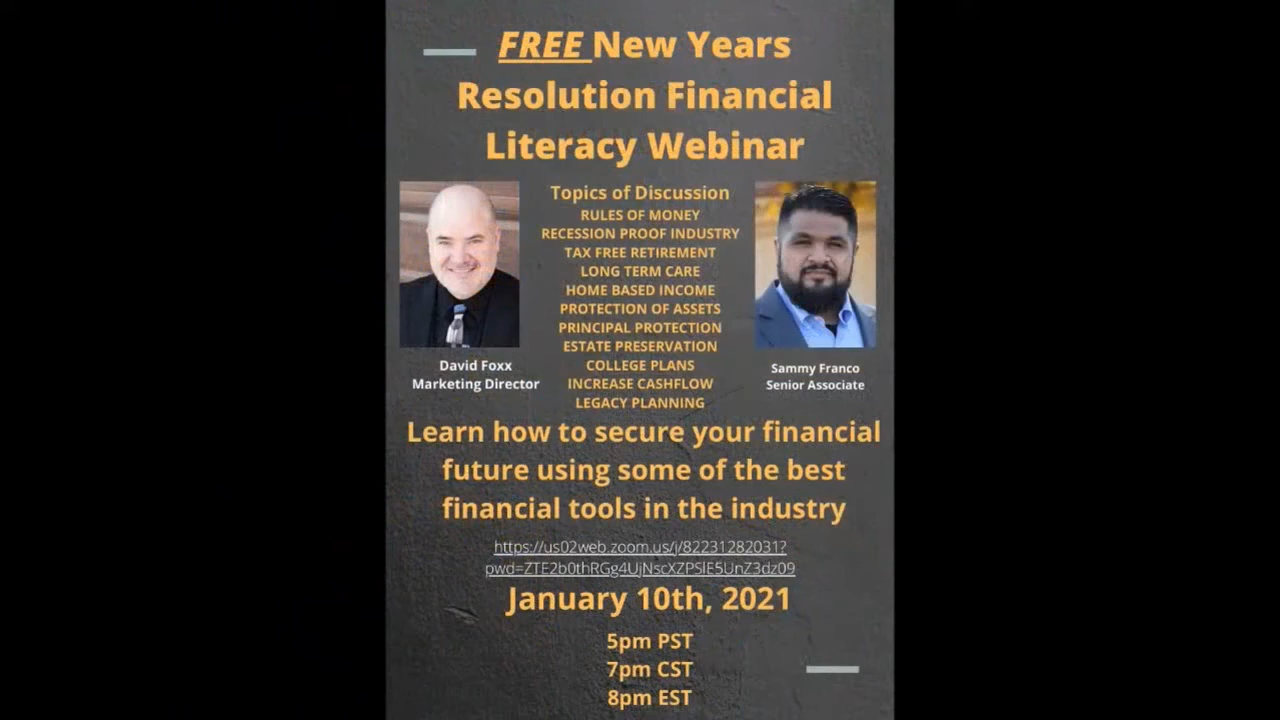 FREE New Years
Resolution Financial
Literacy Webinar
Topics of Discussion
RULES OF MONEY
RECESSION PROOF INDUSTRY
TAX FREE RETIREMENT
LONG TERM CARE
HOME BASED INCOME
PROTECTION OF ASSETS
PRINCIPAL PROTECTION
ESTATE PRESERVATION
COLLEGE PLANS
INCREASE CASHFLOW
LEGACY PLANNING
David Foxx
Marketing Director
Sammy Franco
Senior Associate
Learn how to secure your financial
future using some of the best
financial tools in the industry
https://us02web.zoom.us/j/82231282031?
pwd=ZTE2b0thRGg4UjNscXZPSlE5UnZ3dz09
January 10th, 2021
5pm PST
7pm CST
8pm EST